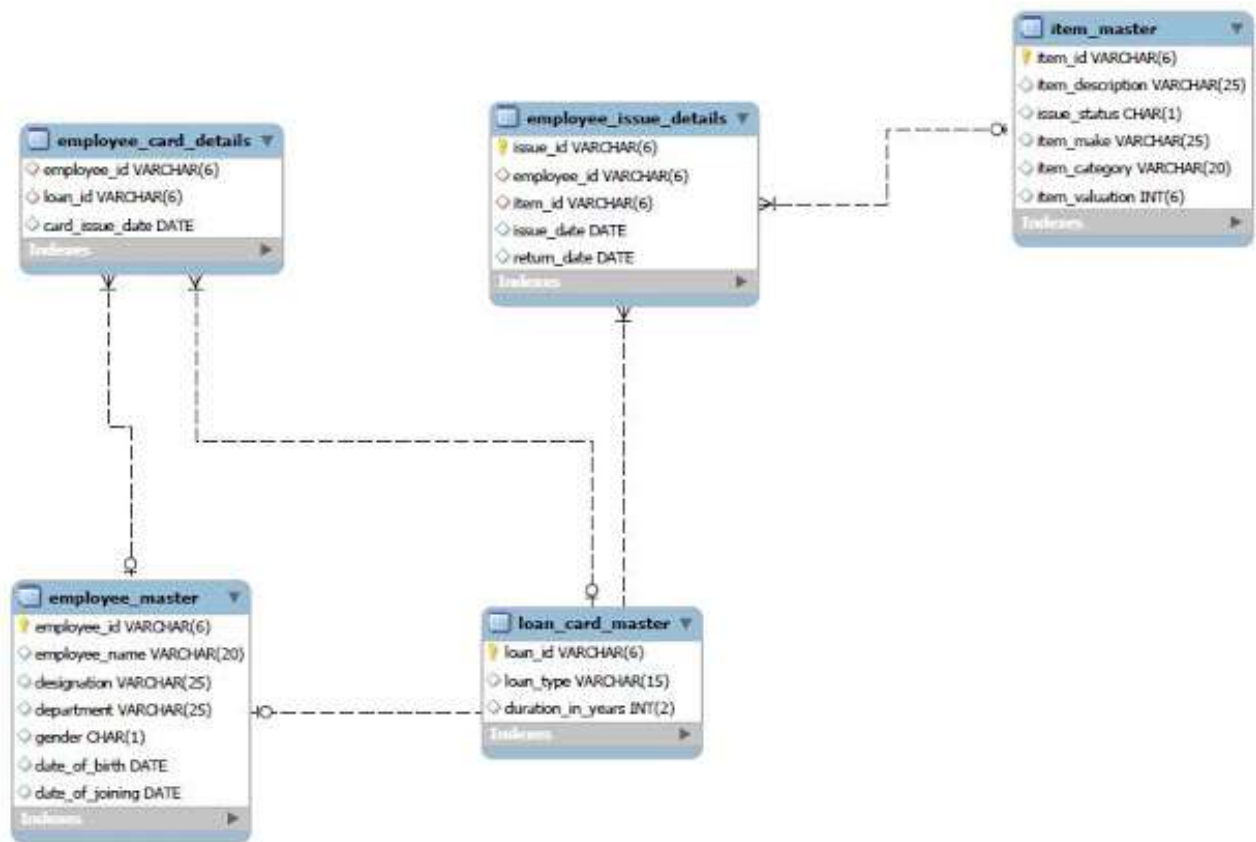 item_master
item_id VARCHAR(6)
item_description VARCHAR(25)
issue_status CHAR(1)
item_make VARCHAR(25)
item_category VARCHAR(20)
item_valuation INT(6)
Indexes
employee_card_details
employee_id VARCHAR(6)
loan_id VARCHAR(6)
card_issue_date DATE
Indexes
employee_issue_details
issue_id VARCHAR(6)
employee_id VARCHAR(6)
item_id VARCHAR(6)
issue_date DATE
return_date DATE
Indexes
employee_master
employee_id VARCHAR(6)
employee_name VARCHAR(20)
designation VARCHAR(25)
department VARCHAR(25)
gender CHAR(1)
date_of_birth DATE
date_of_joining DATE
Indexes
loan_card_master
loan_id VARCHAR(6)
loan_type VARCHAR(15)
duration_in_years INT(2)
Indexes